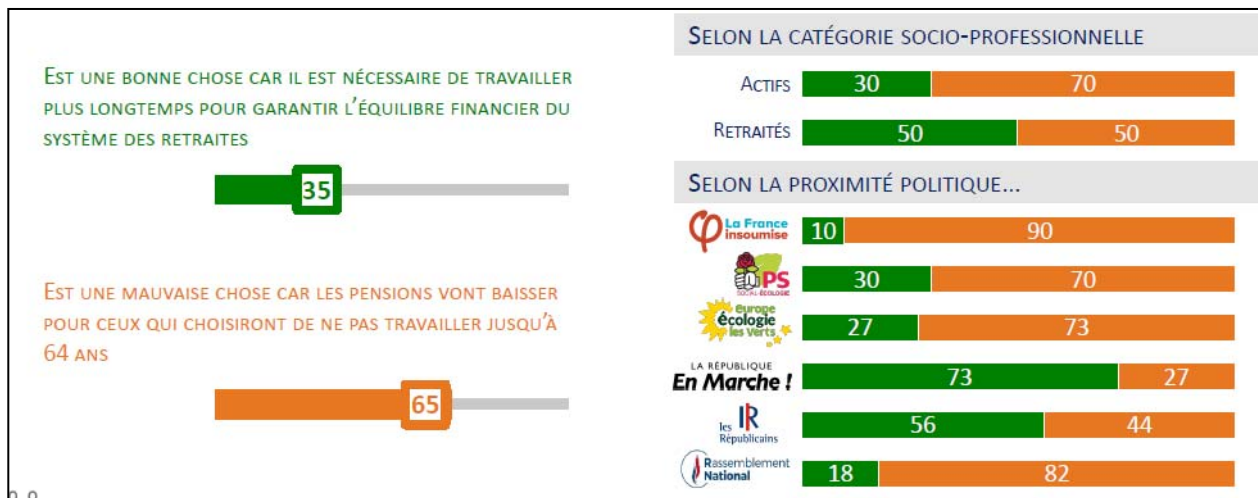 EST UNE BONNE CHOSE CAR IL EST NÉCESSAIRE DE TRAVAILLER
PLUS LONGTEMPS POUR GARANTIR L'ÉQUILIBRE FINANCIER DU
SYSTÈME DES RETRAITES
35
EST UNE MAUVAISE CHOSE CAR LES PENSIONS VONT BAISSER
POUR CEUX QUI CHOISIRONT DE NE PAS TRAVAILLER JUSQU'À
64 ANS
65
SELON LA CATÉGORIE SOCIO-PROFESSIONNELLE
ACTIFS 30 70
RETRAITÉS 50 50
SELON LA PROXIMITÉ POLITIQUE...
La France
insoumise 10 90
PS 30 70
SOCIAL-ÉCOLOGIE
europe
écologie
les verts 27 73
LA RÉPUBLIQUE
En Marche ! 73 27
les R
Républicains 56 44
Rassemblement
National 18 82